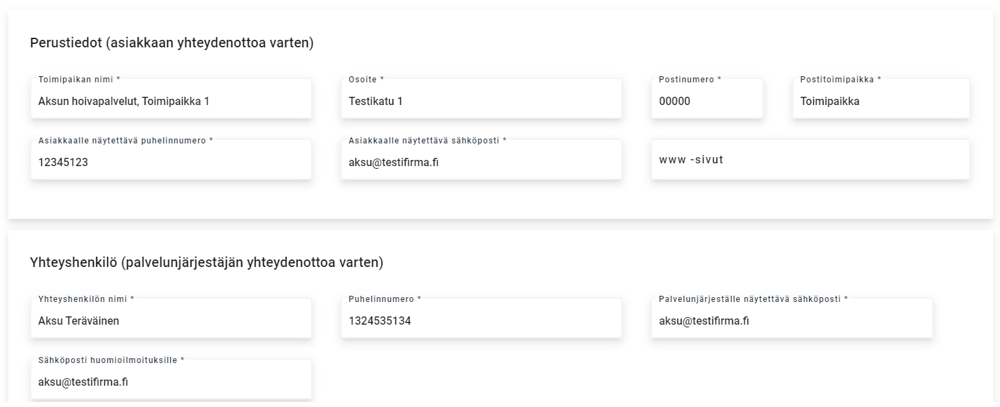 Perustiedot (asiakkaan yhteydenottoa varten)
Toimipaikan nimi *
Aksun hoivapalvelut, Toimipaikka 1
Osoite *
Testikatu 1
Postinumero *
00000
Postitoimipaikka *
Toimipaikka
Asiakkaalle näytettävä puhelinnumero *
12345123
Asiakkaalle näytettävä sähköposti *
aksu@testifirma.fi
www -sivut
Yhteyshenkilö (palvelunjärjestäjän yhteydenottoa varten)
Yhteyshenkilön nimi *
Aksu Teräväinen
Puhelinnumero *
1324535134
Palvelunjärjeställe näytettävä sähköposti *
aksu@testifirma.fi
Sähköposti huomioilmoituksille *
aksu@testifirma.fi